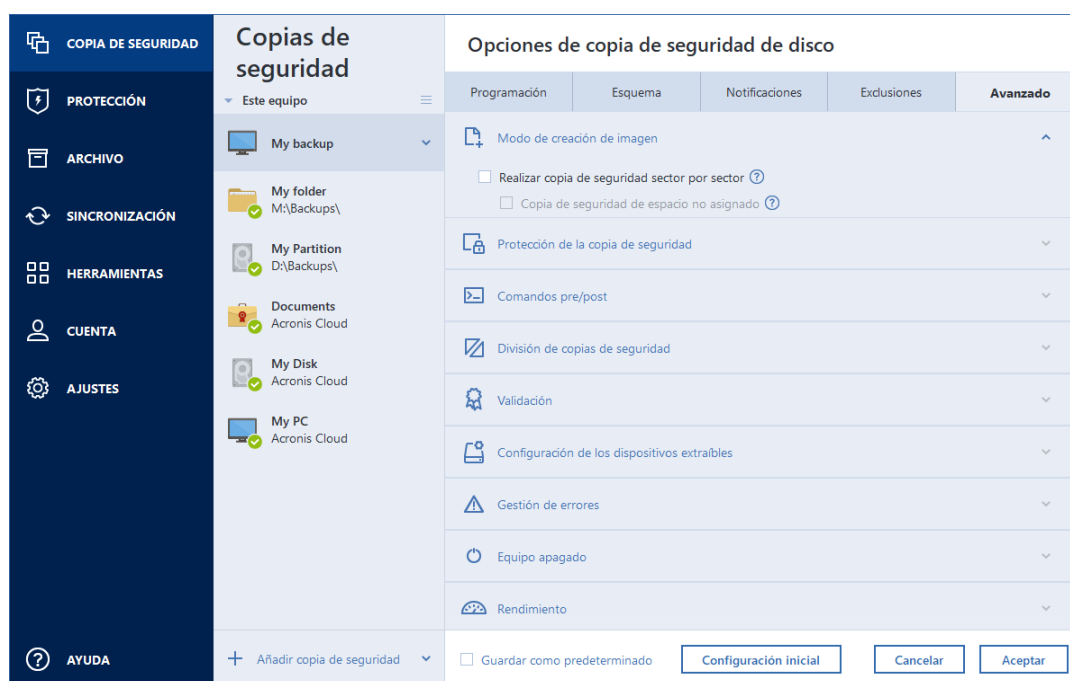 COPIA DE SEGURIDAD
PROTECCIÓN
ARCHIVO
SINCRONIZACIÓN
HERRAMIENTAS
CUENTA
AJUSTES
AYUDA
Copias de
seguridad
Este equipo
My backup
My folder
M:\Backups\
My Partition
D:\Backups\
Documents
Acronis Cloud
My Disk
Acronis Cloud
My PC
Acronis Cloud
Añadir copia de seguridad
Opciones de copia de seguridad de disco
Programación
Esquema
Notificaciones
Exclusiones
Avanzado
Modo de creación de imagen
Realizar copia de seguridad sector por sector ?
Copia de seguridad de espacio no asignado ?
Protección de la copia de seguridad
Comandos pre/post
División de copias de seguridad
Validación
Configuración de los dispositivos extraíbles
Gestión de errores
Equipo apagado
Rendimiento
Guardar como predeterminado
Configuración inicial
Cancelar
Aceptar